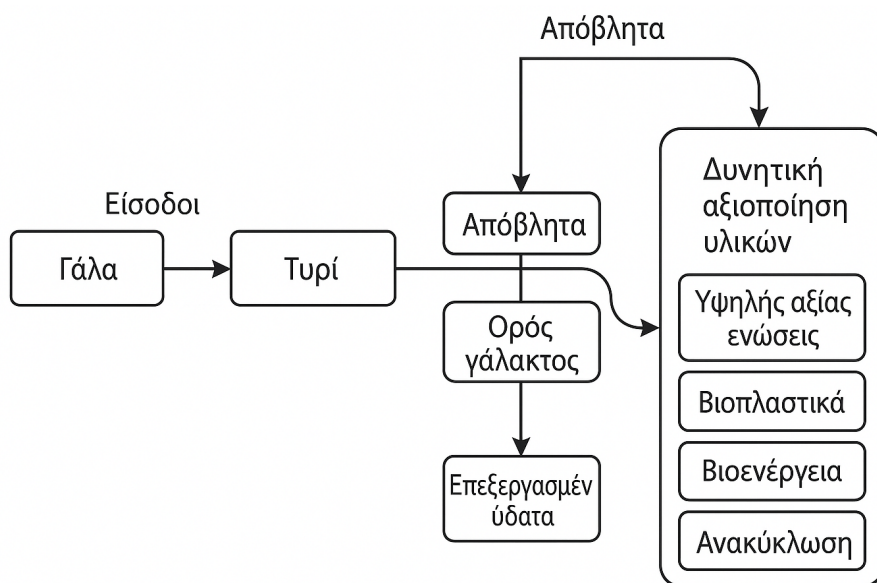 Απόβλητα
Είσοδοι
Γάλα
Τυρί
Απόβλητα
Ορός
γάλακτος
Επεξεργασμέν
ύδατα
Δυνητική
αξιοποίηση
υλικών
Υψηλής αξίας
ενώσεις
Βιοπλαστικά
Βιοενέργεια
Ανακύκλωση